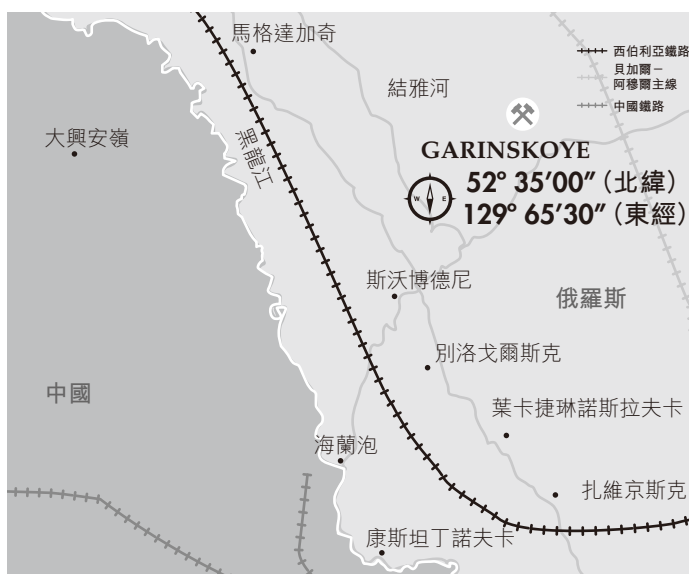 馬格達加奇
西伯利亞鐵路
貝加爾－
阿穆爾主線
中國鐵路
結雅河
大興安嶺
黑龍江
GARINSKOYE
52° 35’00” (北緯)
W E
129° 65’30” (東經)
斯沃博德尼
俄羅斯
別洛戈爾斯克
中國
葉卡捷琳諾斯拉夫卡
海蘭泡
扎維京斯克
康斯坦丁諾夫卡